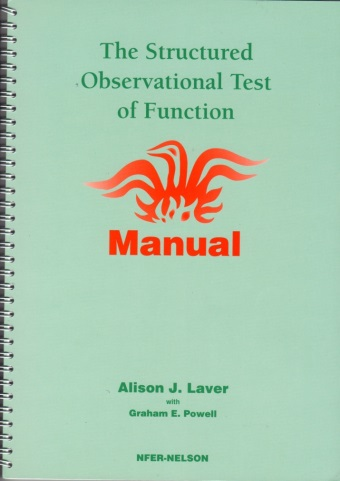 The Structured
Observational Test
of Function
Manual
Alison J. Laver
with
Graham E. Powell
NFER-NELSON